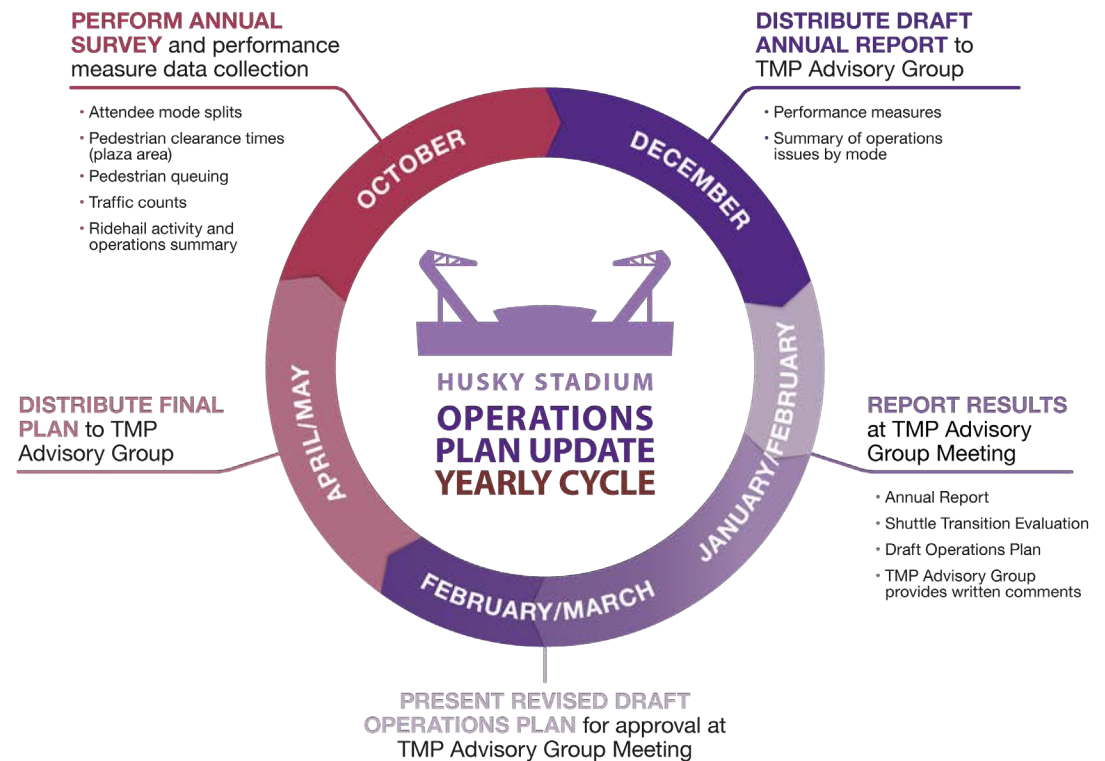 PERFORM ANNUAL
SURVEY and performance
measure data collection
• Attendee mode splits
• Pedestrian clearance times
(plaza area)
• Pedestrian queuing
• Traffic counts
• Ridehail activity and
operations summary
DISTRIBUTE DRAFT
ANNUAL REPORT to
TMP Advisory Group
• Performance measures
• Summary of operations
issues by mode
OCTOBER
DECEMBER
JANUARY/FEBRUARY
FEBRUARY/MARCH
APRIL/MAY
HUSKY STADIUM
OPERATIONS
PLAN UPDATE
YEARLY CYCLE
DISTRIBUTE FINAL
PLAN to TMP
Advisory Group
REPORT RESULTS
at TMP Advisory
Group Meeting
• Annual Report
• Shuttle Transition Evaluation
• Draft Operations Plan
• TMP Advisory Group
provides written comments
PRESENT REVISED DRAFT
OPERATIONS PLAN for approval at
TMP Advisory Group Meeting